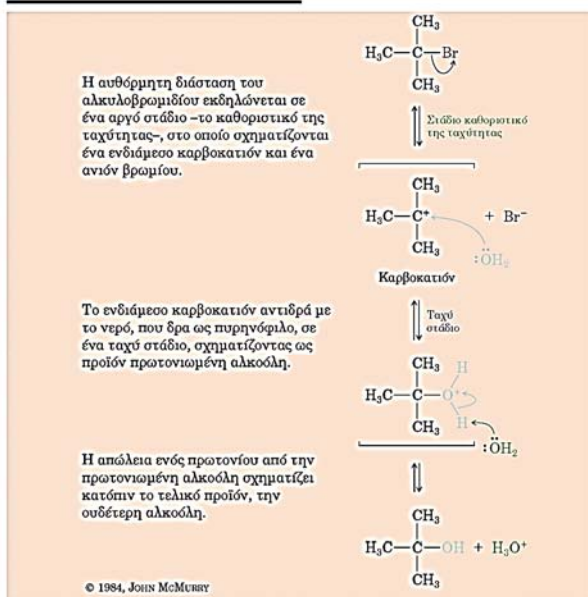 CH₃
H₃C—C—Br
CH₃
Η αυθόρμητη διάσταση του
αλκυλοβρωμιδίου εκδηλώνεται σε
ένα αργό στάδιο –το καθοριστικό της
ταχύτητας–, στο οποίο σχηματίζονται
ένα ενδιάμεσο καρβοκατιόν και ένα
ανιόν βρωμίου.
Στάδιο καθοριστικό
της ταχύτητας
CH₃
H₃C—C⁺ + Br⁻
CH₃
:ÖH₂
Καρβοκατιόν
Το ενδιάμεσο καρβοκατιόν αντιδρά με
το νερό, που δρα ως πυρηνόφιλο, σε
ένα ταχύ στάδιο, σχηματίζοντας ως
προϊόν πρωτονιωμένη αλκοόλη.
Ταχύ
στάδιο
CH₃
H
H₃C—C—O⁺
H
CH₃
:ÖH₂
Η απώλεια ενός πρωτονίου από την
πρωτονιωμένη αλκοόλη σχηματίζει
κατόπιν το τελικό προϊόν, την
ουδέτερη αλκοόλη.
CH₃
H₃C—C—OH + H₃O⁺
CH₃
© 1984, JOHN MCMURRY